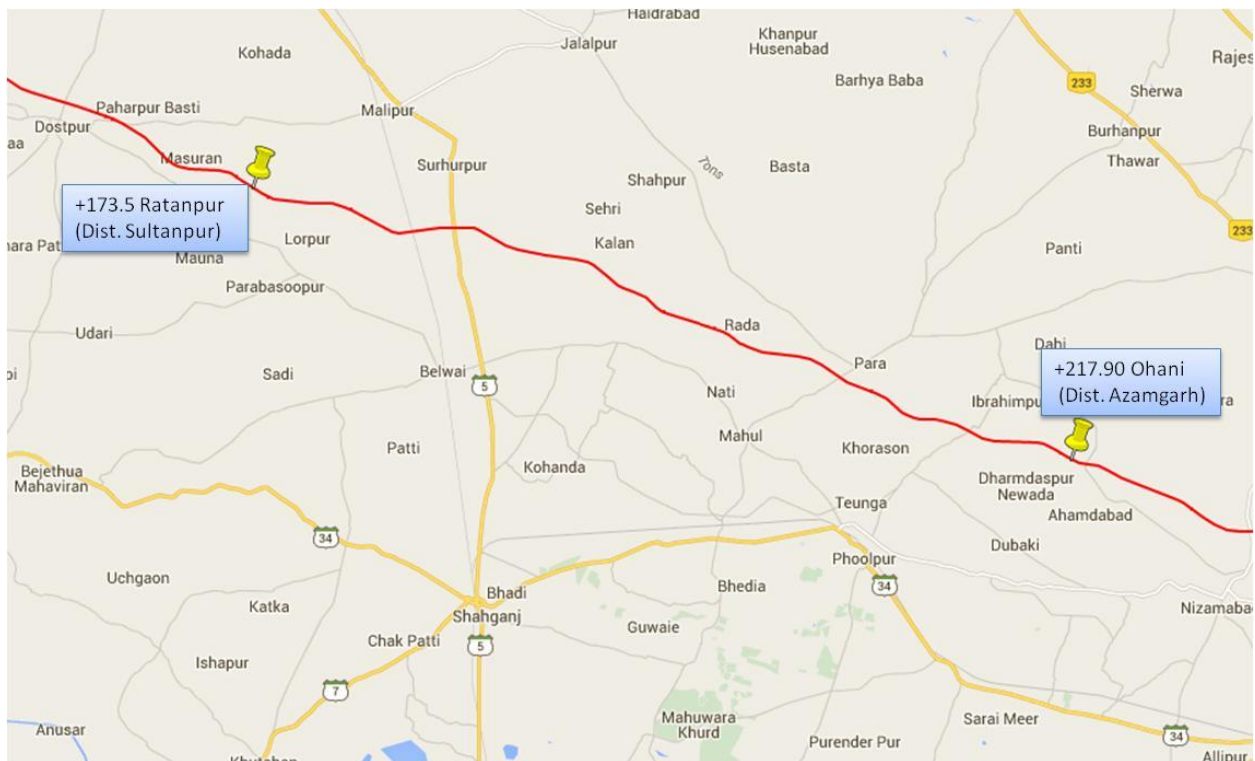 Haidrabad
Jalalpur
Khanpur
Husenabad
Kohada
Rajes
Barhya Baba
233
Sherwa
Paharpur Basti
Malipur
Dostpur
Burhanpur
aa
Masuran
Surhurpur
Tons
Basta
Thawar
Shahpur
+173.5 Ratanpur
(Dist. Sultanpur)
Sehri
Lorpur
Kalan
Panti
233
Mauna
Parabasoopur
Udari
Rada
Dahi
Belwai
Para
+217.90 Ohani
(Dist. Azamgarh)
Sadi
5
Nati
Ibrahimpu
ra
Mahul
Patti
Khorason
Bejethua
Mahaviran
Kohanda
Dharmdaspur
Newada
Teunga
Ahamdabad
34
Dubaki
Phoolpur
Uchgaon
Bhadi
Bhedia
34
Katka
Shahganj
Nizamabad
Guwaie
Chak Patti
5
Ishapur
7
Mahuwara
Khurd
Sarai Meer
Anusar
Purender Pur
34
Allipur